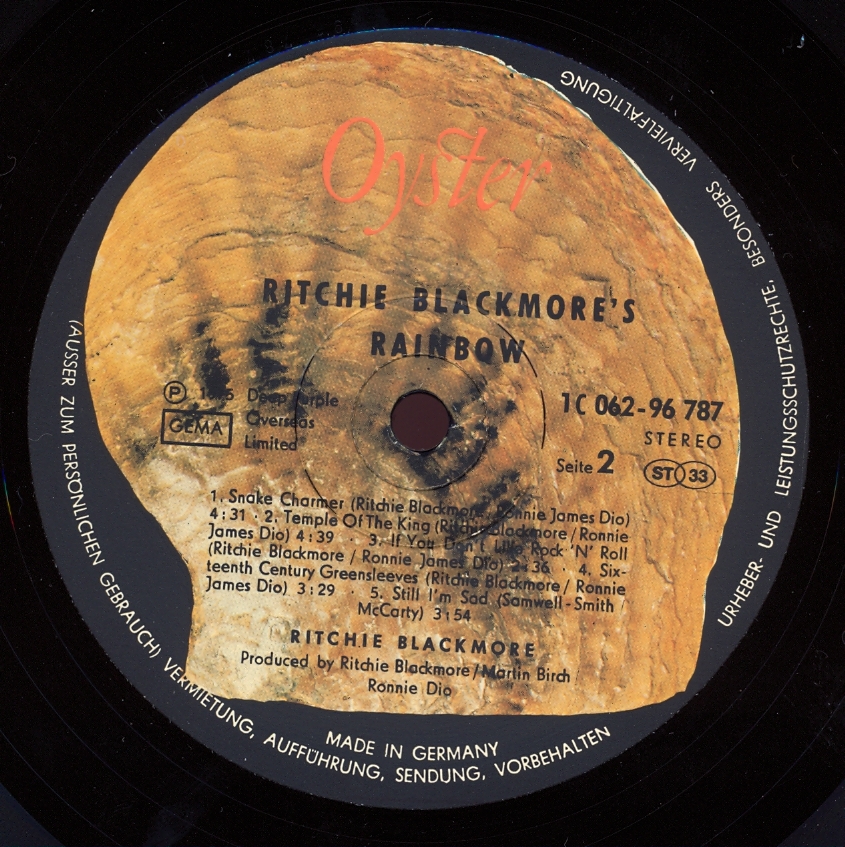 Oyster
RITCHIE BLACKMORE'S
RAINBOW
℗ 1975 Deep Purple
GEMA
Overseas
Limited
1C 062-96 787
STEREO
Seite 2
ST 33
1. Snake Charmer (Ritchie Blackmore / Ronnie James Dio)
4:31 · 2. Temple Of The King (Ritchie Blackmore / Ronnie
James Dio) 4:39 · 3. If You Don't Like Rock 'N' Roll
(Ritchie Blackmore / Ronnie James Dio) 2:36 · 4. Six-
teenth Century Greensleeves (Ritchie Blackmore / Ronnie
James Dio) 3:29 · 5. Still I'm Sad (Samwell-Smith /
McCarty) 3:54
RITCHIE BLACKMORE
Produced by Ritchie Blackmore / Martin Birch
Ronnie Dio
MADE IN GERMANY
URHEBER- UND LEISTUNGSSCHUTZRECHTE, BESONDERS VERVIELFÄLTIGUNG
(AUSSER ZUM PERSÖNLICHEN GEBRAUCH) VERMIETUNG, AUFFÜHRUNG, SENDUNG, VORBEHALTEN